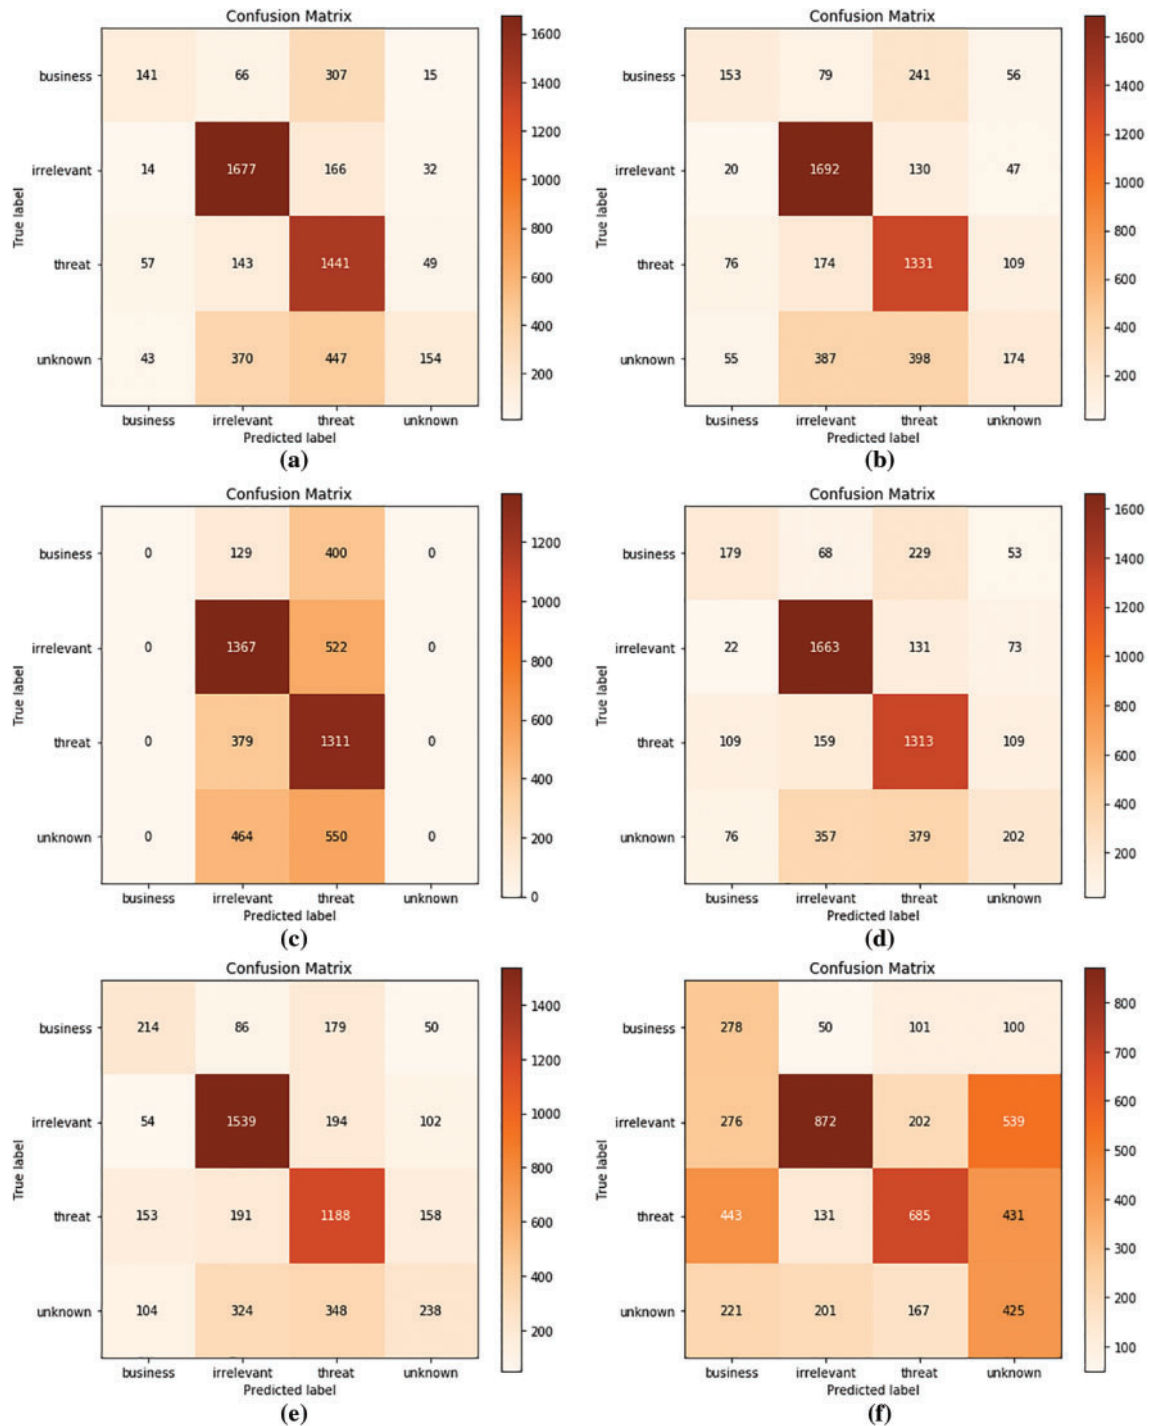 Confusion Matrix
1600
1400
1200
1000
800
600
400
200
business 141 66 307 15
irrelevant 14 1677 166 32
threat 57 143 1441 49
unknown 43 370 447 154
True label
business irrelevant threat unknown
Predicted label
(a)
Confusion Matrix
1600
1400
1200
1000
800
600
400
200
business 153 79 241 56
irrelevant 20 1692 130 47
threat 76 174 1331 109
unknown 55 387 398 174
True label
business irrelevant threat unknown
Predicted label
(b)
Confusion Matrix
1200
1000
800
600
400
200
0
business 0 129 400 0
irrelevant 0 1367 522 0
threat 0 379 1311 0
unknown 0 464 550 0
True label
business irrelevant threat unknown
Predicted label
(c)
Confusion Matrix
1600
1400
1200
1000
800
600
400
200
business 179 68 229 53
irrelevant 22 1663 131 73
threat 109 159 1313 109
unknown 76 357 379 202
True label
business irrelevant threat unknown
Predicted label
(d)
Confusion Matrix
1400
1200
1000
800
600
400
200
business 214 86 179 50
irrelevant 54 1539 194 102
threat 153 191 1188 158
unknown 104 324 348 238
True label
business irrelevant threat unknown
Predicted label
(e)
Confusion Matrix
800
700
600
500
400
300
200
100
business 278 50 101 100
irrelevant 276 872 202 539
threat 443 131 685 431
unknown 221 201 167 425
True label
business irrelevant threat unknown
Predicted label
(f)